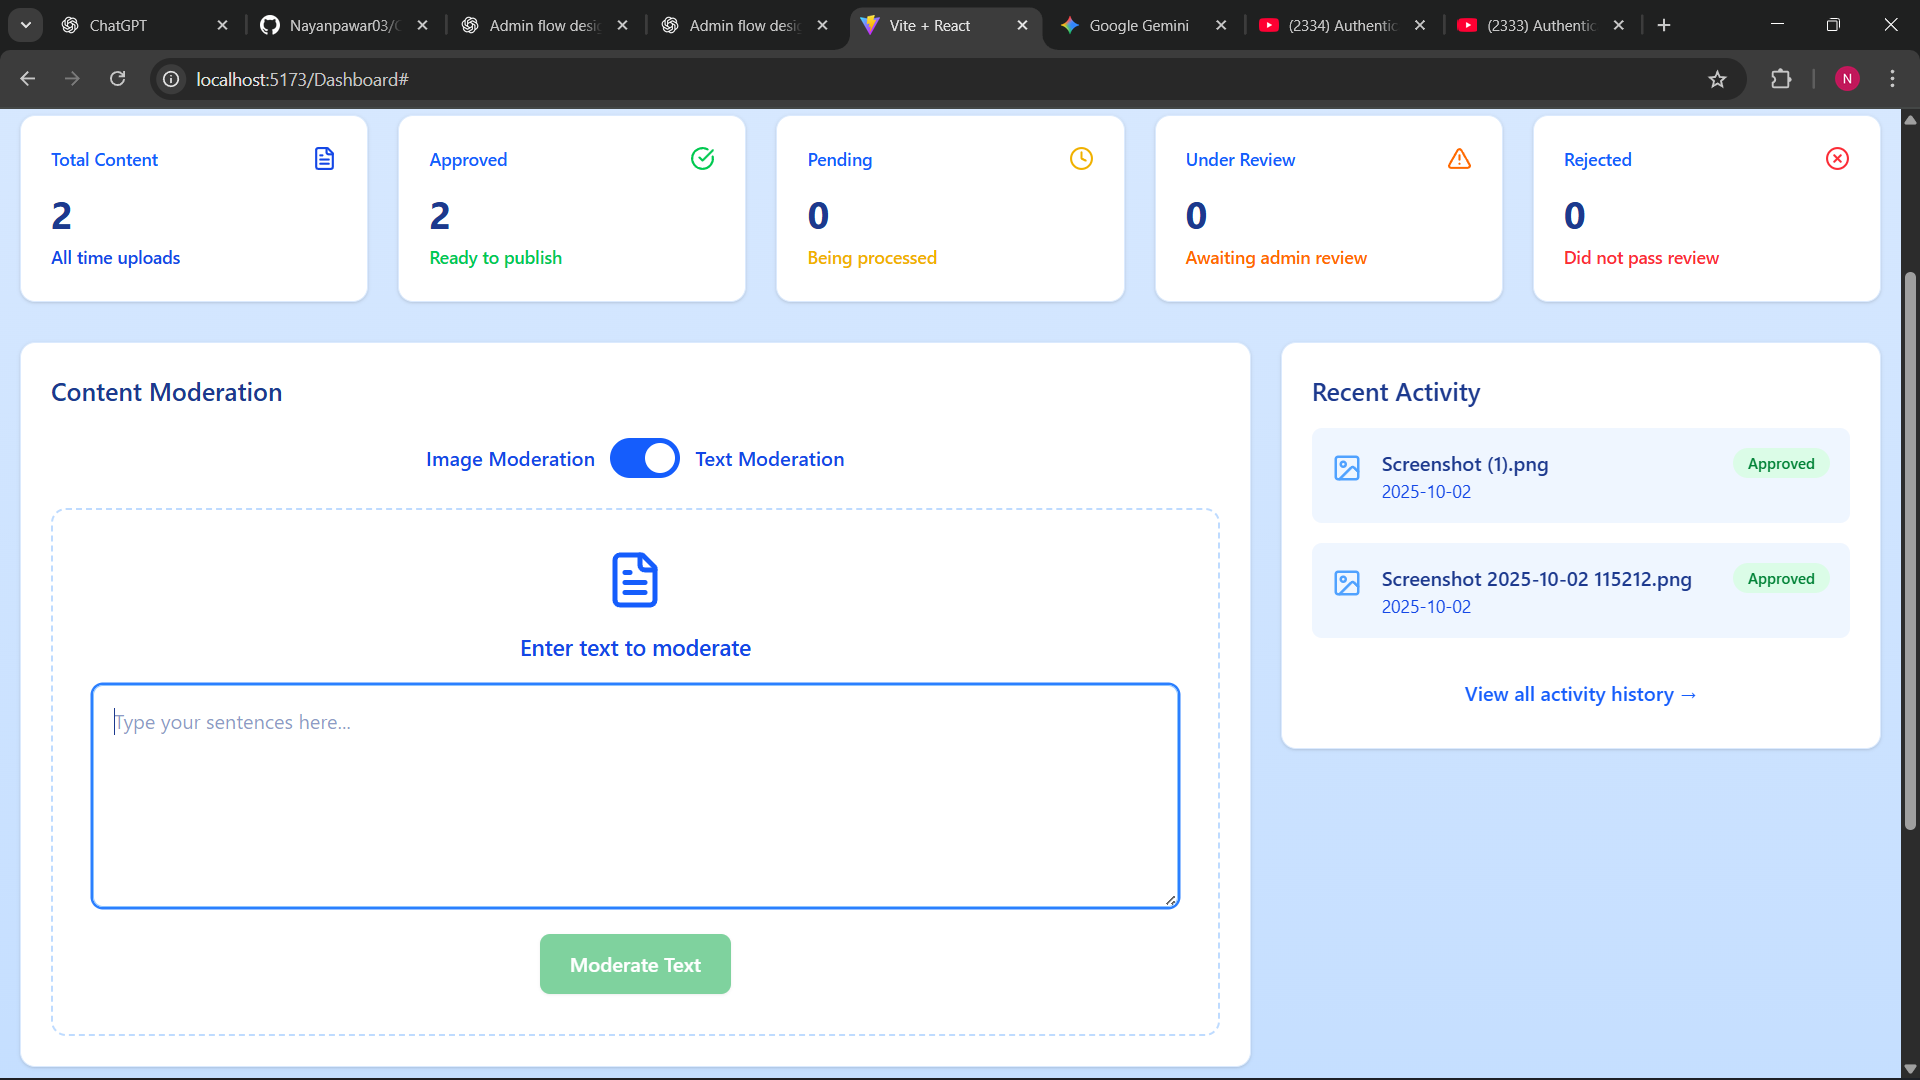 ChatGPT
Nayanpawar03/
Admin flow desi
Admin flow desi
Vite + React
Google Gemini
(2334) Authentic
(2333) Authentic
localhost:5173/Dashboard#
N
Total Content
2
All time uploads
Approved
2
Ready to publish
Pending
0
Being processed
Under Review
0
Awaiting admin review
Rejected
0
Did not pass review
Content Moderation
Image Moderation
Text Moderation
Enter text to moderate
Type your sentences here...
Moderate Text
Recent Activity
Screenshot (1).png
Approved
2025-10-02
Screenshot 2025-10-02 115212.png
Approved
2025-10-02
View all activity history →